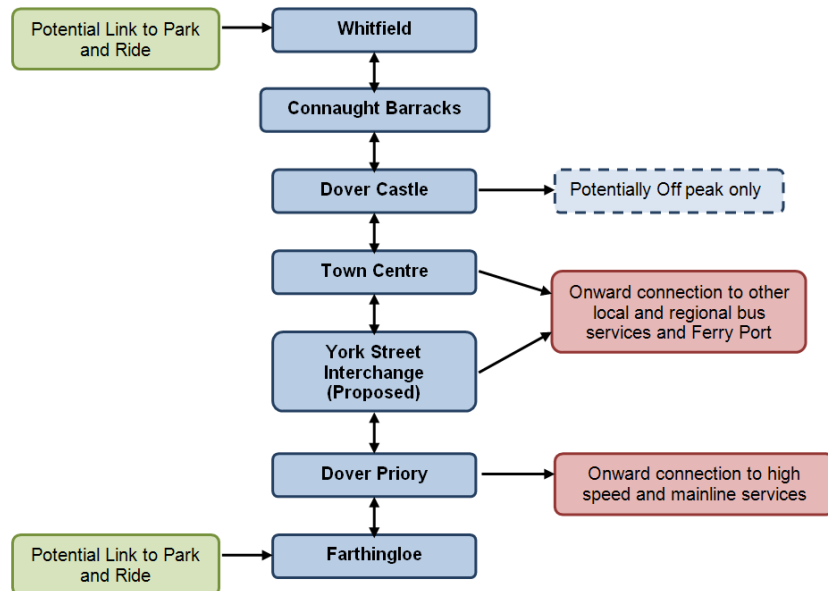 Potential Link to Park
and Ride
Whitfield
Connaught Barracks
Dover Castle
Potentially Off peak only
Town Centre
Onward connection to other
local and regional bus
services and Ferry Port
York Street
Interchange
(Proposed)
Dover Priory
Onward connection to high
speed and mainline services
Potential Link to Park
and Ride
Farthingloe